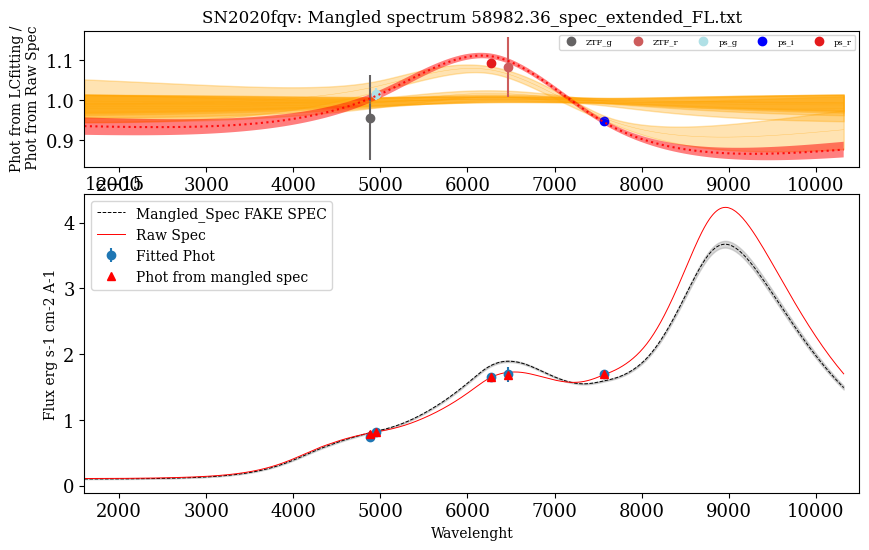 SN2020fqv: Mangled spectrum 58982.36_spec_extended_FL.txt
Phot from LCfitting /
Phot from Raw Spec
1.1
1.0
0.9
ZTF_g
ZTF_r
ps_g
ps_i
ps_r
2000 3000 4000 5000 6000 7000 8000 9000 10000
Flux erg s-1 cm-2 A-1
4
3
2
1
0
Mangled_Spec FAKE SPEC
Raw Spec
Fitted Phot
Phot from mangled spec
2000 3000 4000 5000 6000 7000 8000 9000 10000
Wavelenght